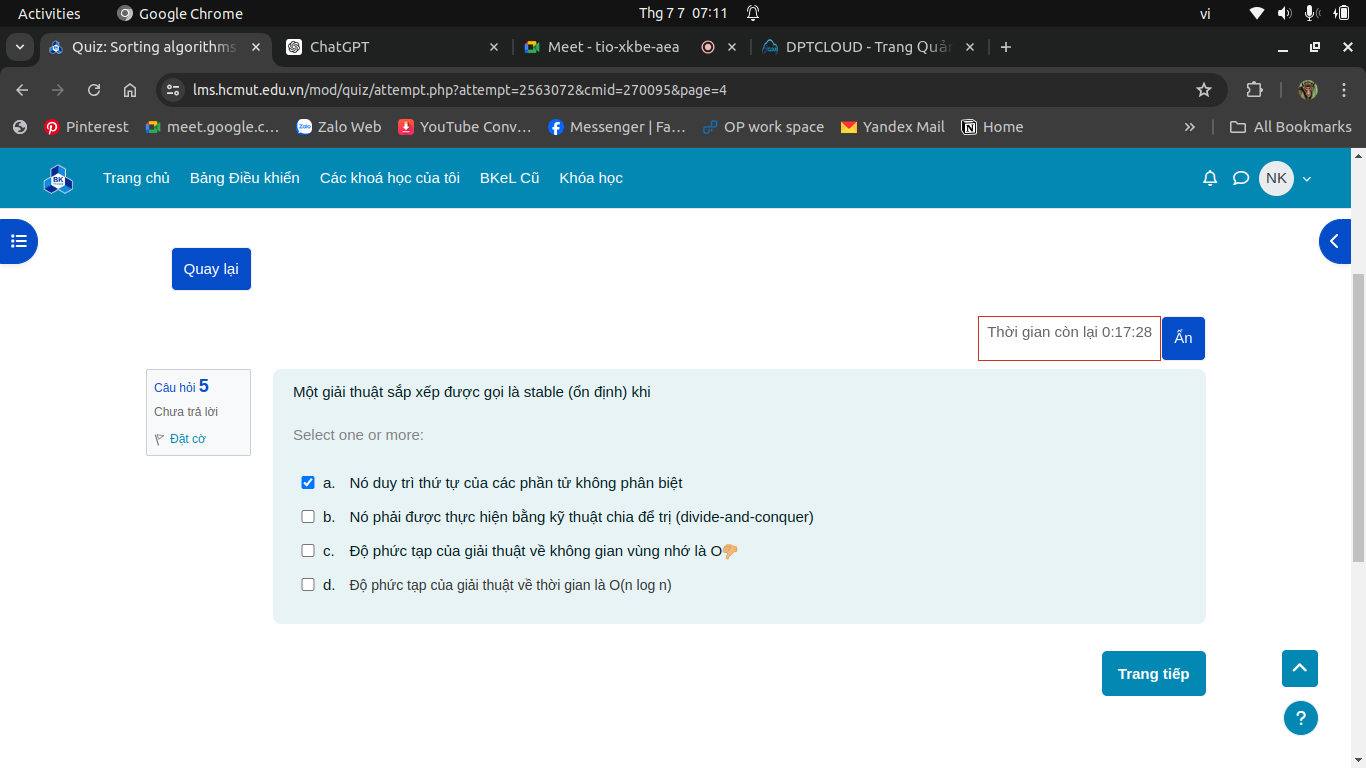 Activities
Google Chrome
Thg 7 7 07:11
vi
Quiz: Sorting algorithms
ChatGPT
Meet - tio-xkbe-aea
DPTCLOUD - Trang Quản
lms.hcmut.edu.vn/mod/quiz/attempt.php?attempt=2563072&cmid=270095&page=4
Pinterest
meet.google.c...
Zalo Web
YouTube Conv...
Messenger | Fa...
OP work space
Yandex Mail
Home
All Bookmarks
BK
Trang chủ
Bảng Điều khiển
Các khoá học của tôi
BKeL Cũ
Khóa học
NK
Quay lại
Thời gian còn lại 0:17:28
Ẩn
Câu hỏi 5
Chưa trả lời
Đặt cờ
Một giải thuật sắp xếp được gọi là stable (ổn định) khi
Select one or more:
a. Nó duy trì thứ tự của các phần tử không phân biệt
b. Nó phải được thực hiện bằng kỹ thuật chia để trị (divide-and-conquer)
c. Độ phức tạp của giải thuật về không gian vùng nhớ là O👎
d. Độ phức tạp của giải thuật về thời gian là O(n log n)
Trang tiếp
?